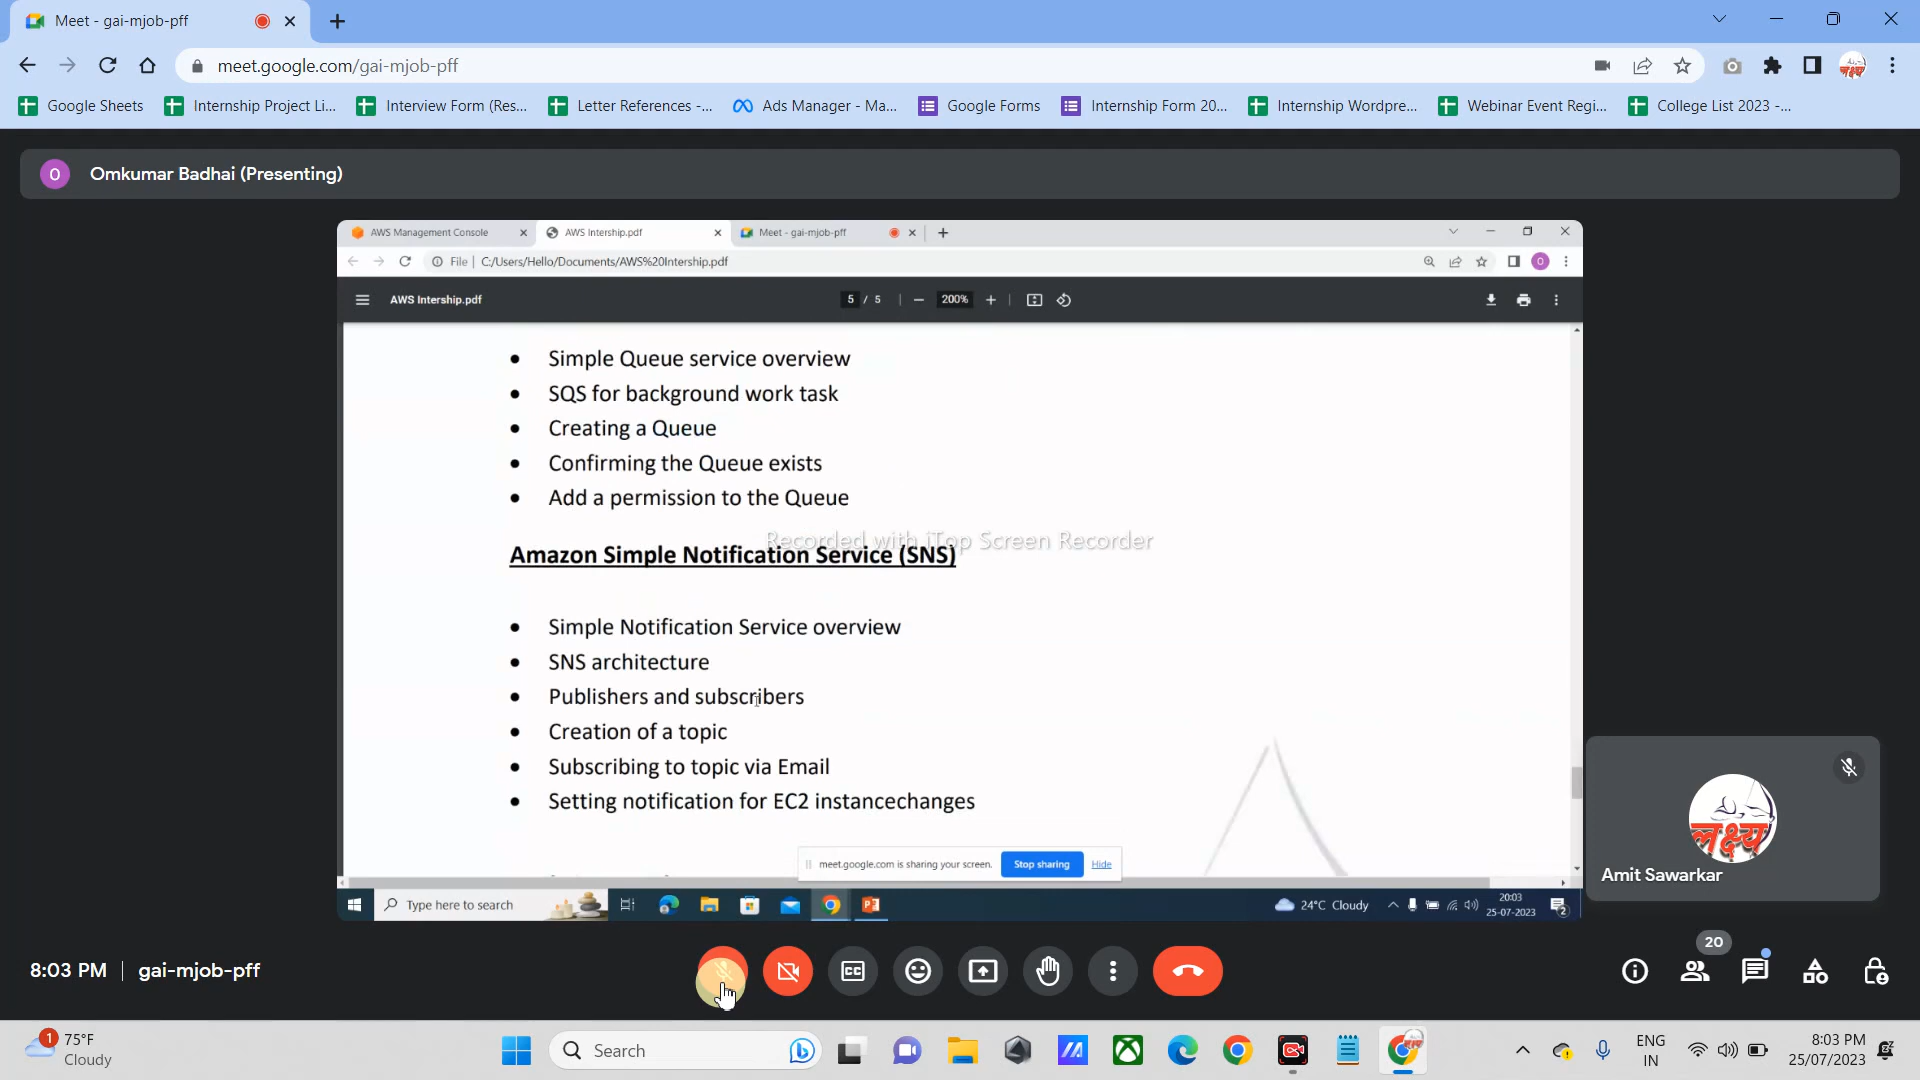 Meet - gai-mjob-pff
meet.google.com/gai-mjob-pff
Google Sheets Internship Project Li... Interview Form (Res... Letter References -... Ads Manager - Ma... Google Forms Internship Form 20... Internship Wordpre... Webinar Event Regi... College List 2023 -...
O Omkumar Badhai (Presenting)
AWS Management Console AWS Intership.pdf Meet - gai-mjob-pff
File C:/Users/Hello/Documents/AWS%20Intership.pdf O
AWS Intership.pdf 5 / 5 200%
• Simple Queue service overview
• SQS for background work task
• Creating a Queue
• Confirming the Queue exists
• Add a permission to the Queue
Recorded with iTop Screen Recorder
Amazon Simple Notification Service (SNS)
• Simple Notification Service overview
• SNS architecture
• Publishers and subscribers
• Creation of a topic
• Subscribing to topic via Email
• Setting notification for EC2 instancechanges
लक्ष्य
Amit Sawarkar
meet.google.com is sharing your screen. Stop sharing Hide
Type here to search 24°C Cloudy 20:03
25-07-2023 2
8:03 PM gai-mjob-pff CC 20
1 75°F
Cloudy
Search
ENG
IN
8:03 PM
25/07/2023